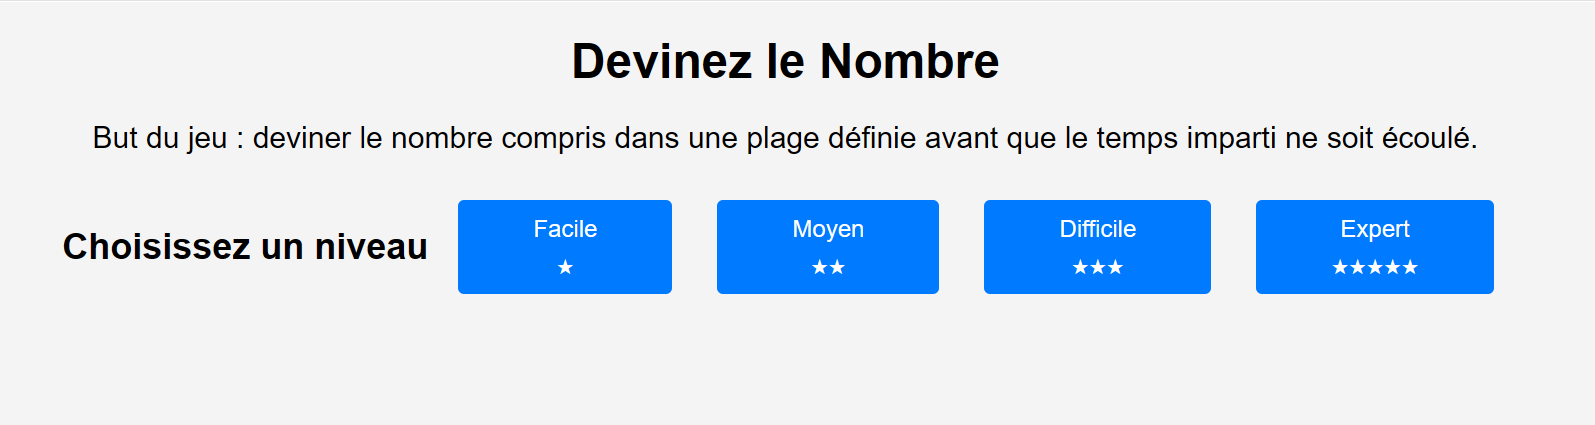 Devinez le Nombre
But du jeu : deviner le nombre compris dans une plage définie avant que le temps imparti ne soit écoulé.
Choisissez un niveau
Facile
★
Moyen
★★
Difficile
★★★
Expert
★★★★★